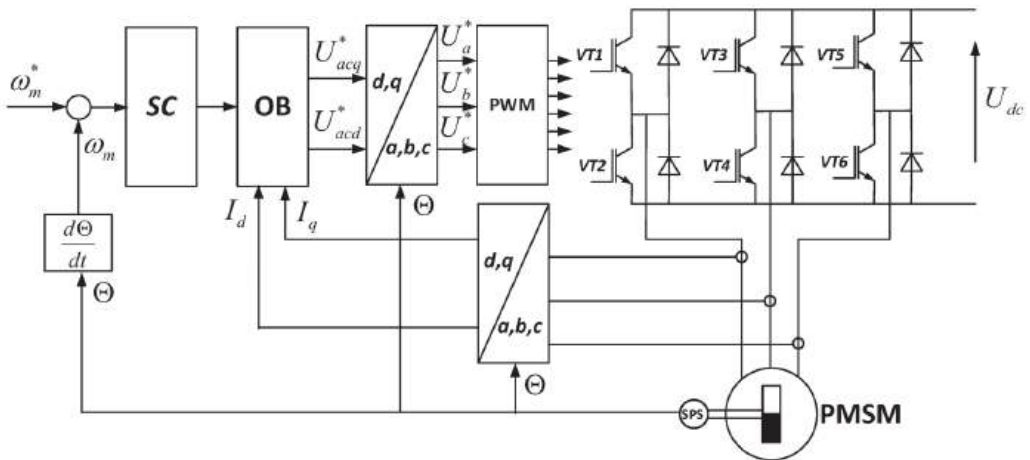 ω*m
ωm
SC
OB
U*acq
U*acd
d,q
a,b,c
Θ
U*a
U*b
U*c
PWM
VT1
VT3
VT5
VT2
VT4
VT6
Udc
Id
Iq
dΘ
dt
Θ
d,q
a,b,c
Θ
SPS
PMSM